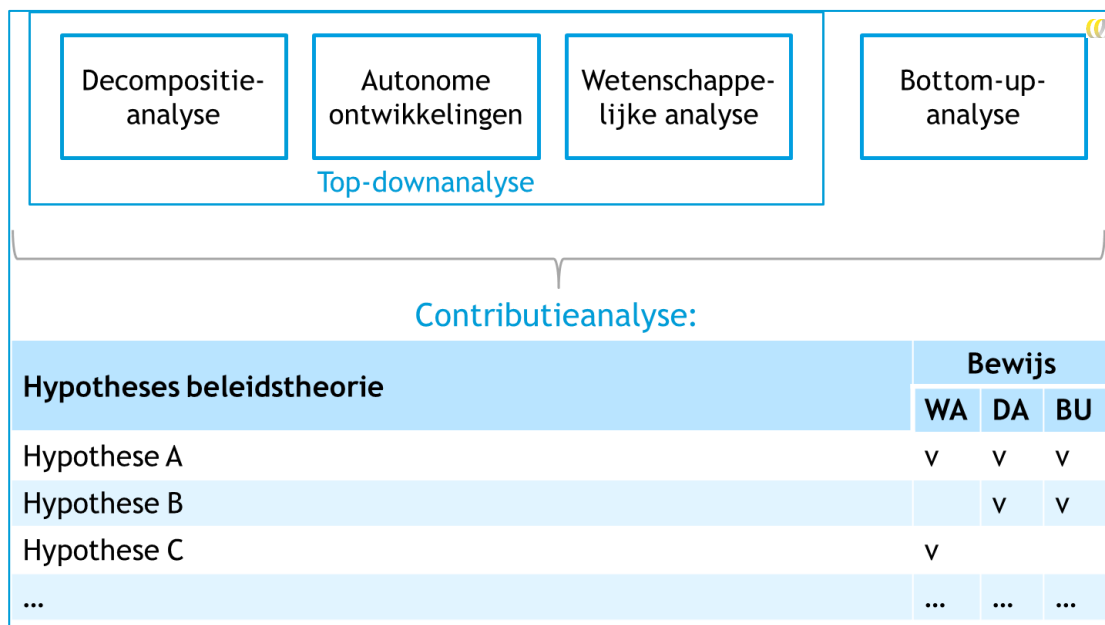 Decompositie-
analyse
Autonome
ontwikkelingen
Wetenschappe-
lijke analyse
Bottom-up-
analyse
Top-downanalyse
Contributieanalyse:
Hypotheses beleidstheorie
Bewijs
WA DA BU
Hypothese A v v v
Hypothese B v v
Hypothese C v
… … … …